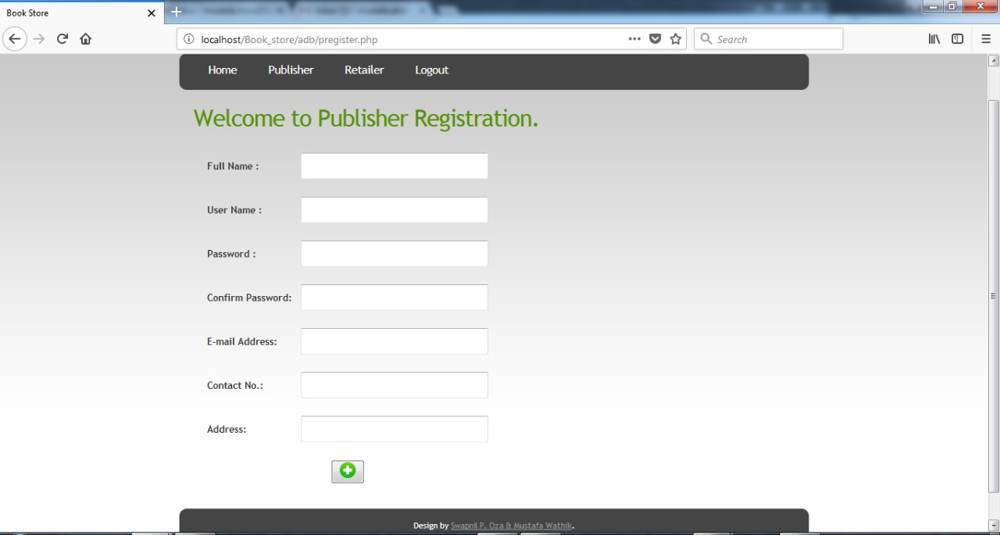 Book Store
localhost/Book_store/adb/pregister.php
Search
Home Publisher Retailer Logout
Welcome to Publisher Registration.
Full Name :
User Name :
Password :
Confirm Password:
E-mail Address:
Contact No.:
Address:
Design by Swapnil P. Oza & Mustafa Wathik.